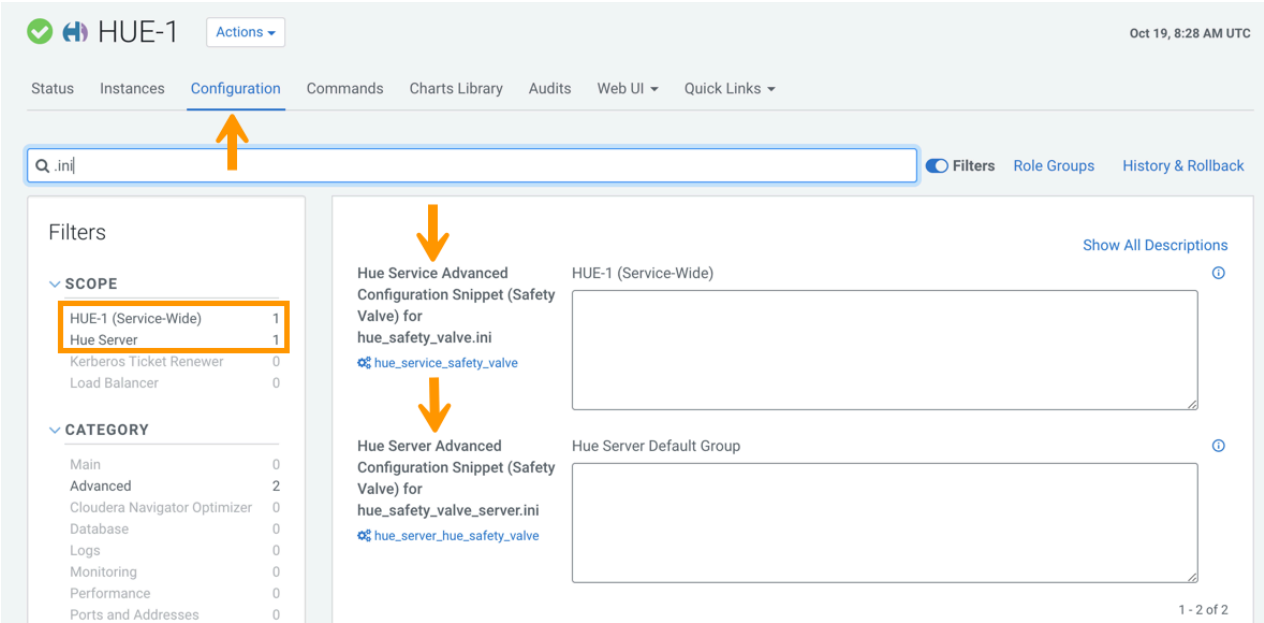 HUE-1
Actions
Oct 19, 8:28 AM UTC
Status Instances Configuration Commands Charts Library Audits Web UI Quick Links
.ini
Filters Role Groups History & Rollback
Filters
SCOPE
HUE-1 (Service-Wide) 1
Hue Server 1
Kerberos Ticket Renewer 0
Load Balancer 0
CATEGORY
Main 0
Advanced 2
Cloudera Navigator Optimizer 0
Database 0
Logs 0
Monitoring 0
Performance 0
Ports and Addresses 0
Show All Descriptions
Hue Service Advanced
Configuration Snippet (Safety
Valve) for
hue_safety_valve.ini
hue_service_safety_valve
HUE-1 (Service-Wide)
Hue Server Advanced
Configuration Snippet (Safety
Valve) for
hue_safety_valve_server.ini
hue_server_hue_safety_valve
Hue Server Default Group
1 - 2 of 2